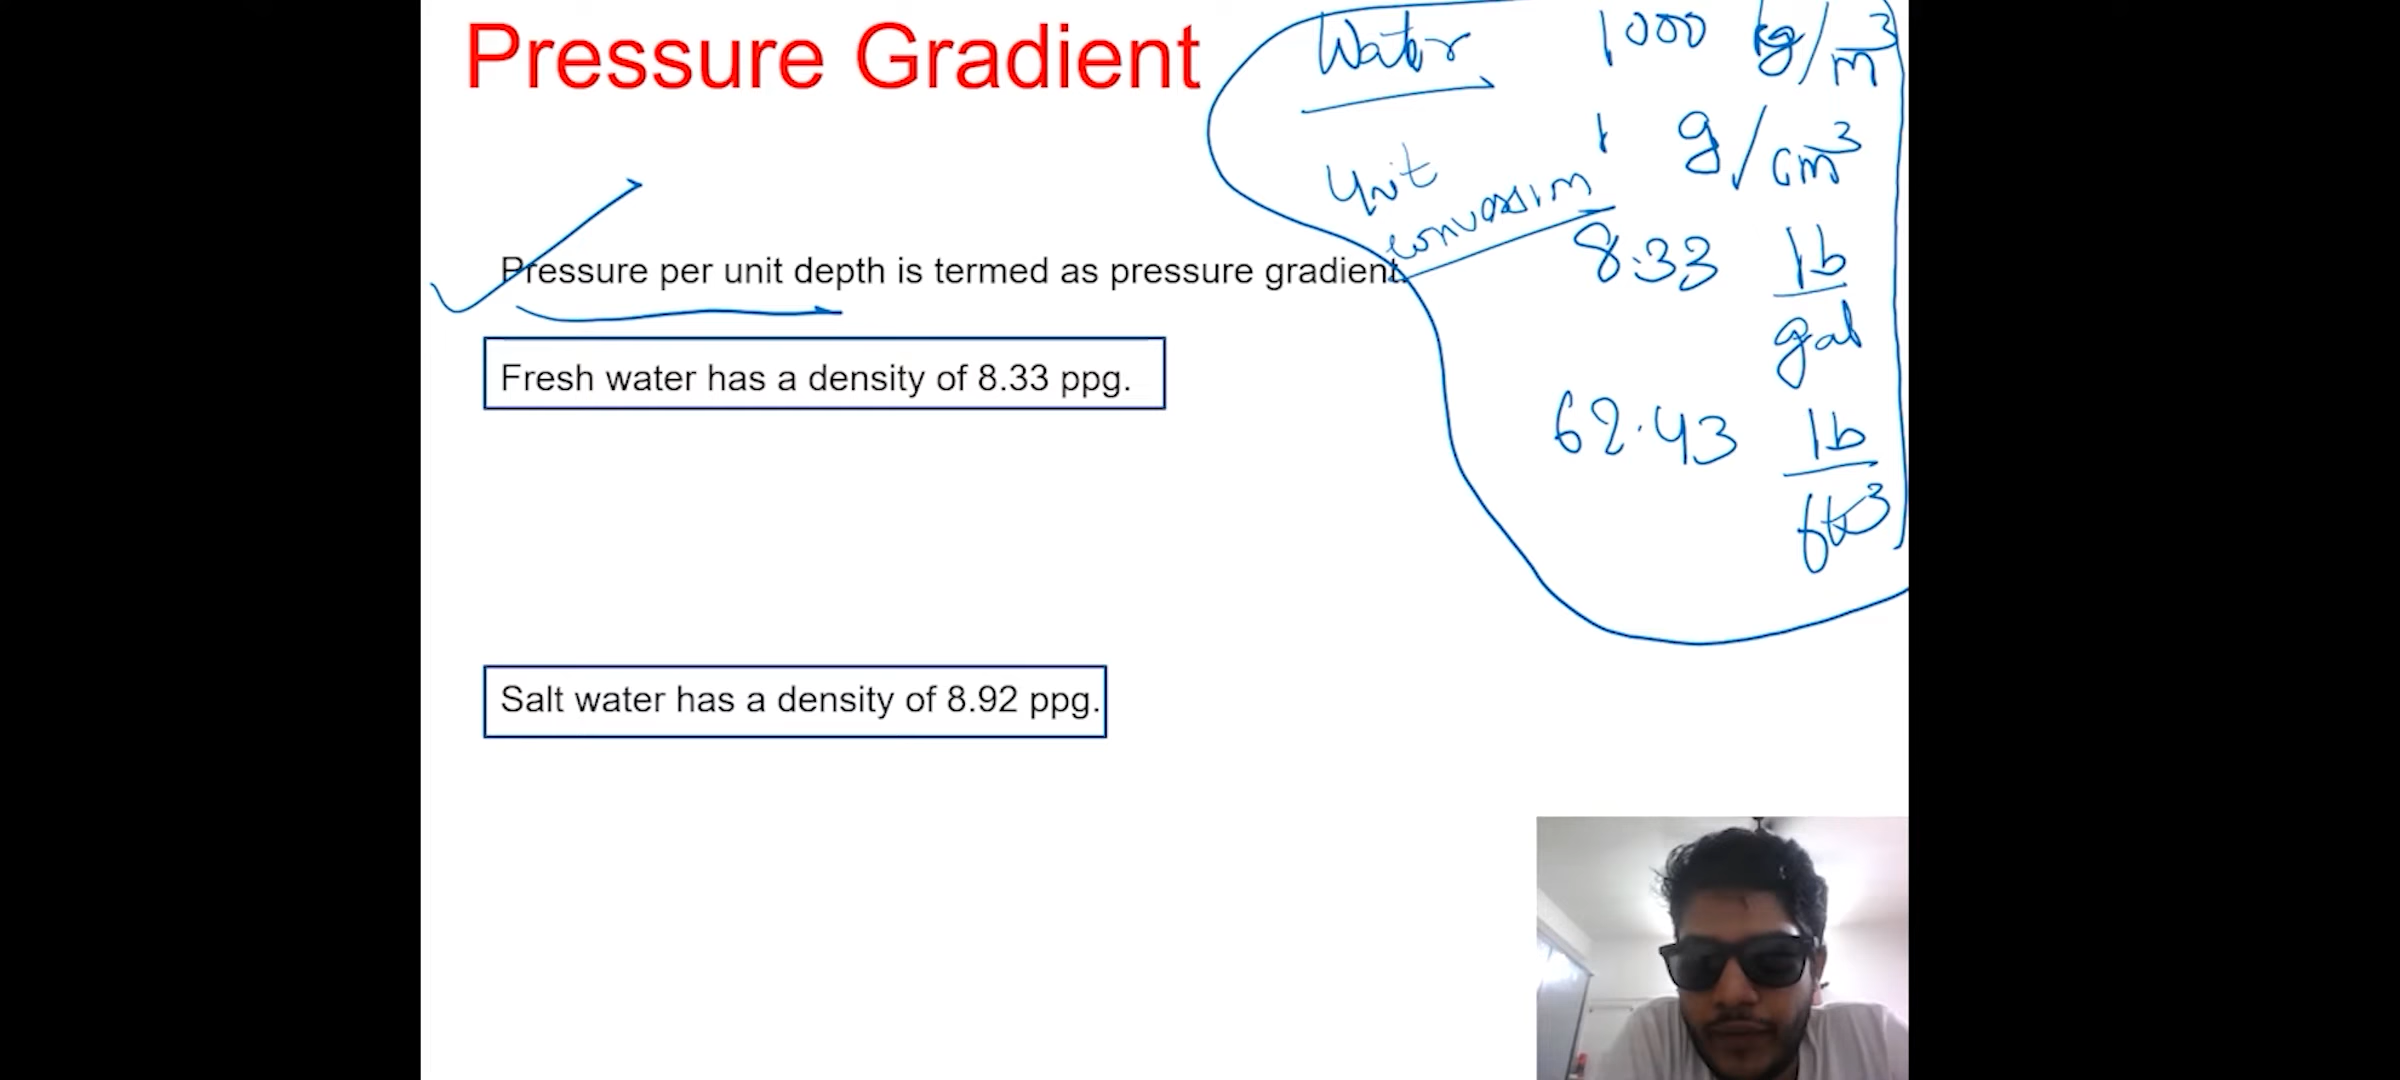 Pressure Gradient
Water 1000 kg/m³
1 g/cm³
Unit
conversim
8.33 lb/gal
Pressure per unit depth is termed as pressure gradient.
Fresh water has a density of 8.33 ppg.
62.43 lb/ft³
Salt water has a density of 8.92 ppg.